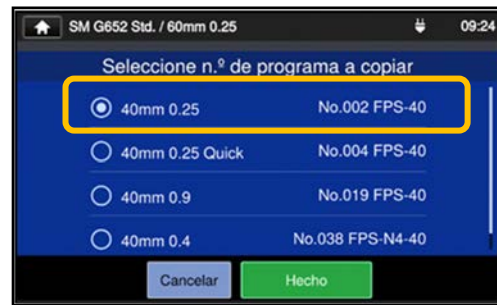 SM G652 Std. / 60mm 0.25 09:24
Seleccione n.º de programa a copiar
40mm 0.25 No.002 FPS-40
40mm 0.25 Quick No.004 FPS-40
40mm 0.9 No.019 FPS-40
40mm 0.4 No.038 FPS-N4-40
Cancelar Hecho